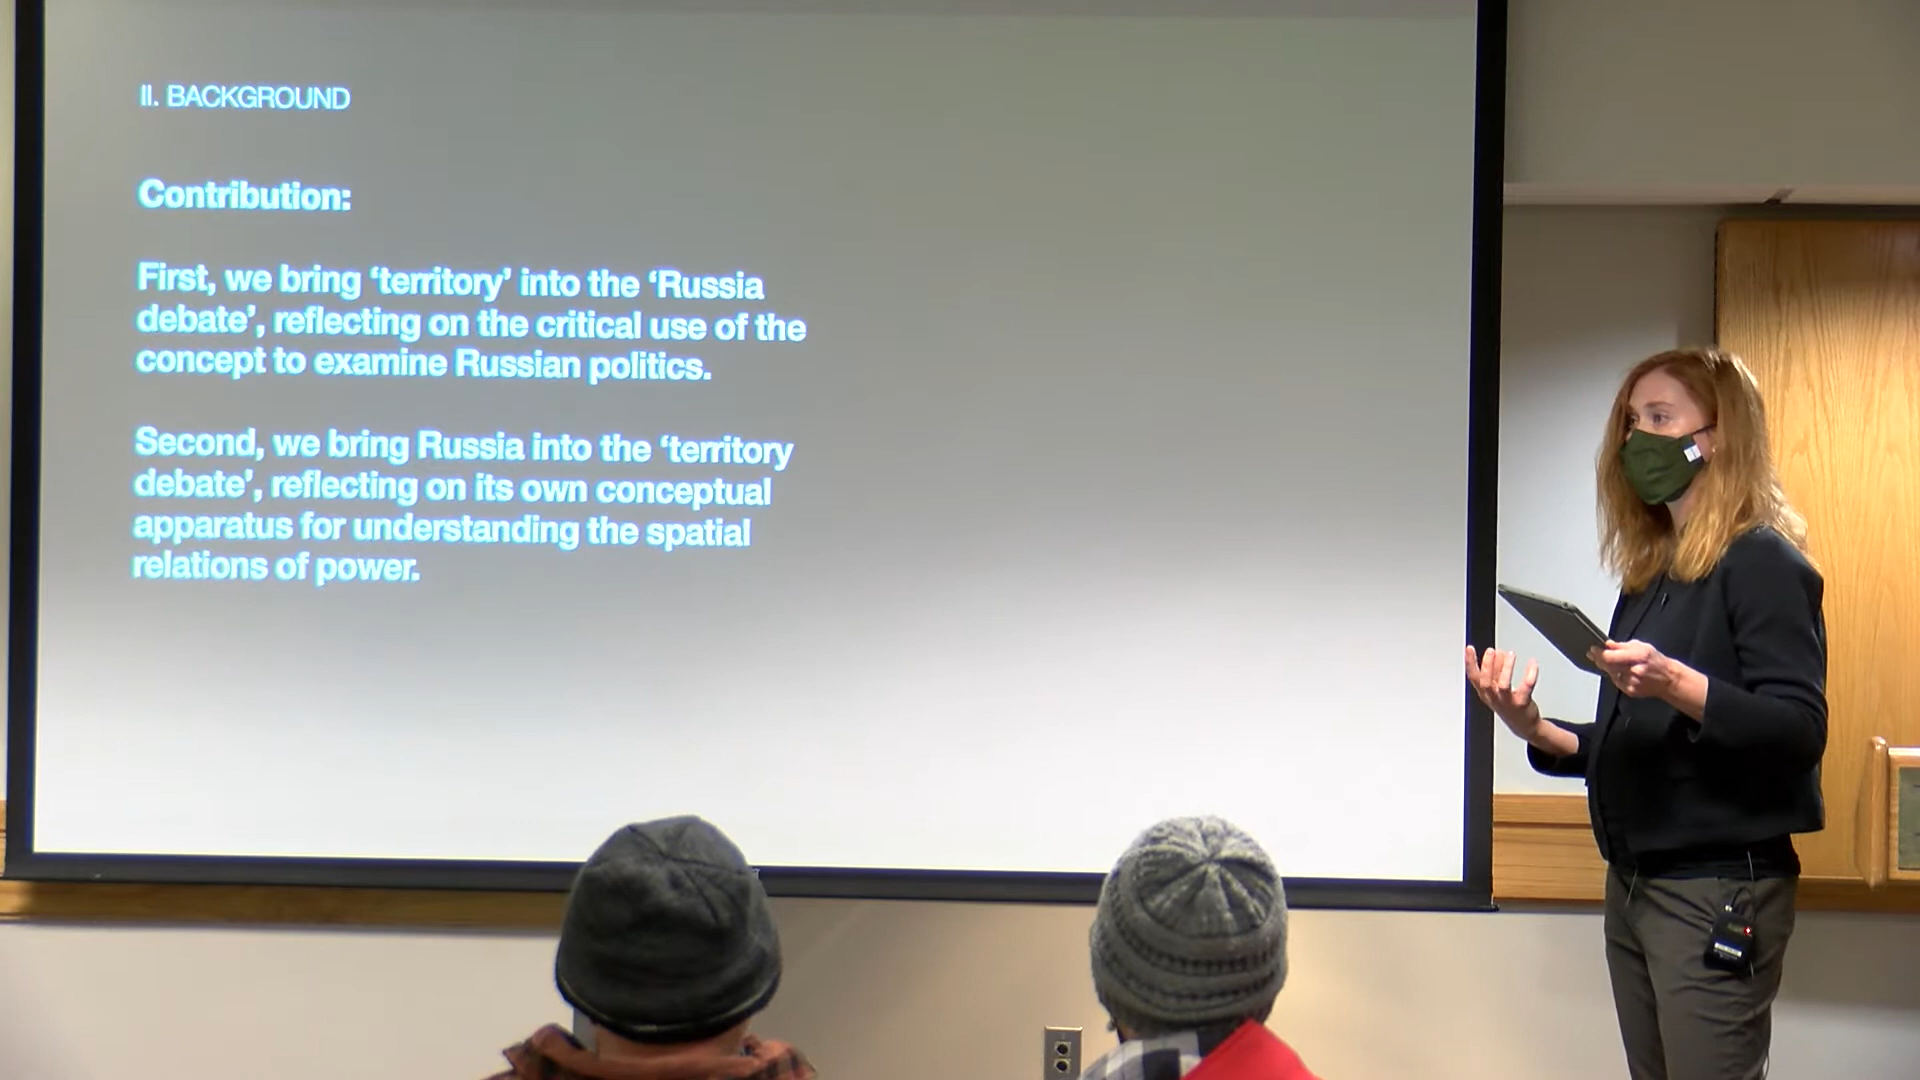 II. BACKGROUND
Contribution:
First, we bring ‘territory’ into the ‘Russia
debate’, reflecting on the critical use of the
concept to examine Russian politics.
Second, we bring Russia into the ‘territory
debate’, reflecting on its own conceptual
apparatus for understanding the spatial
relations of power.